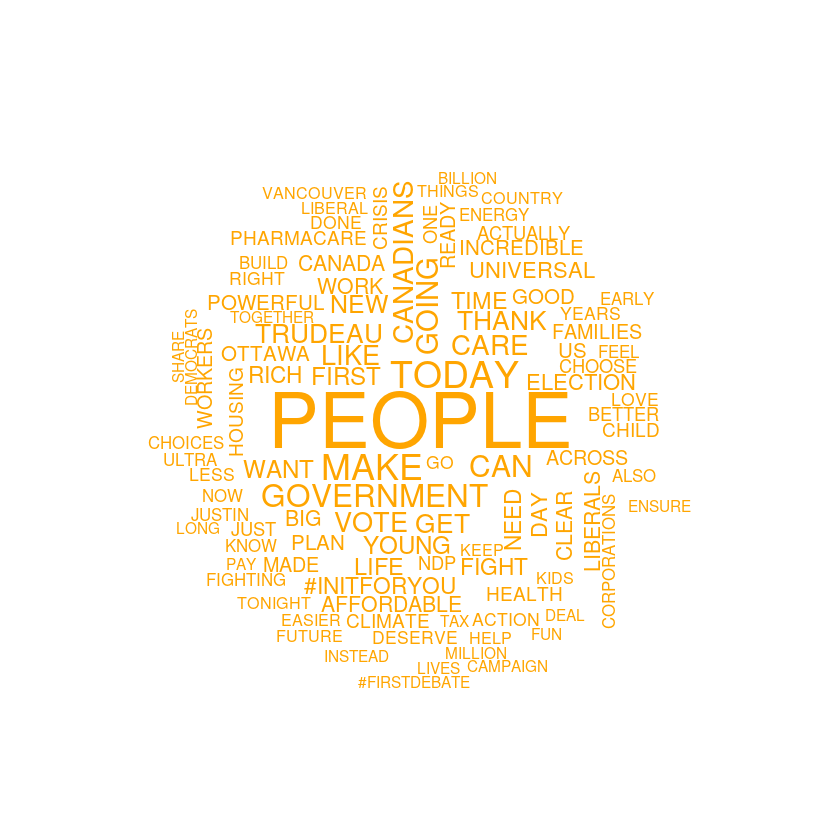 BILLION
VANCOUVER
THINGS
COUNTRY
LIBERAL
CRISIS
CANADIANS
ONE
READY
ENERGY
DONE
ACTUALLY
PHARMACARE
INCREDIBLE
BUILD
CANADA
GOING
UNIVERSAL
RIGHT
WORK
POWERFUL
NEW
TIME
GOOD
EARLY
TOGETHER
THANK
YEARS
DEMOCRATS
TRUDEAU
FAMILIES
SHARE
WORKERS
OTTAWA
LIKE
CARE
US
FEEL
RICH
FIRST
TODAY
CHOOSE
HOUSING
ELECTION
LOVE
PEOPLE
BETTER
CHILD
CHOICES
ULTRA
WANT
MAKE
GO
CAN
ACROSS
LESS
ALSO
NOW
GOVERNMENT
NEED
DAY
CLEAR
LIBERALS
CORPORATIONS
ENSURE
JUSTIN
BIG
VOTE
GET
LONG
JUST
KNOW
PLAN
YOUNG
KEEP
PAY
MADE
LIFE
NDP
FIGHT
FIGHTING
#INITFORYOU
KIDS
HEALTH
TONIGHT
AFFORDABLE
EASIER
CLIMATE
TAX
ACTION
DEAL
FUTURE
DESERVE
HELP
FUN
INSTEAD
MILLION
LIVES
CAMPAIGN
#FIRSTDEBATE